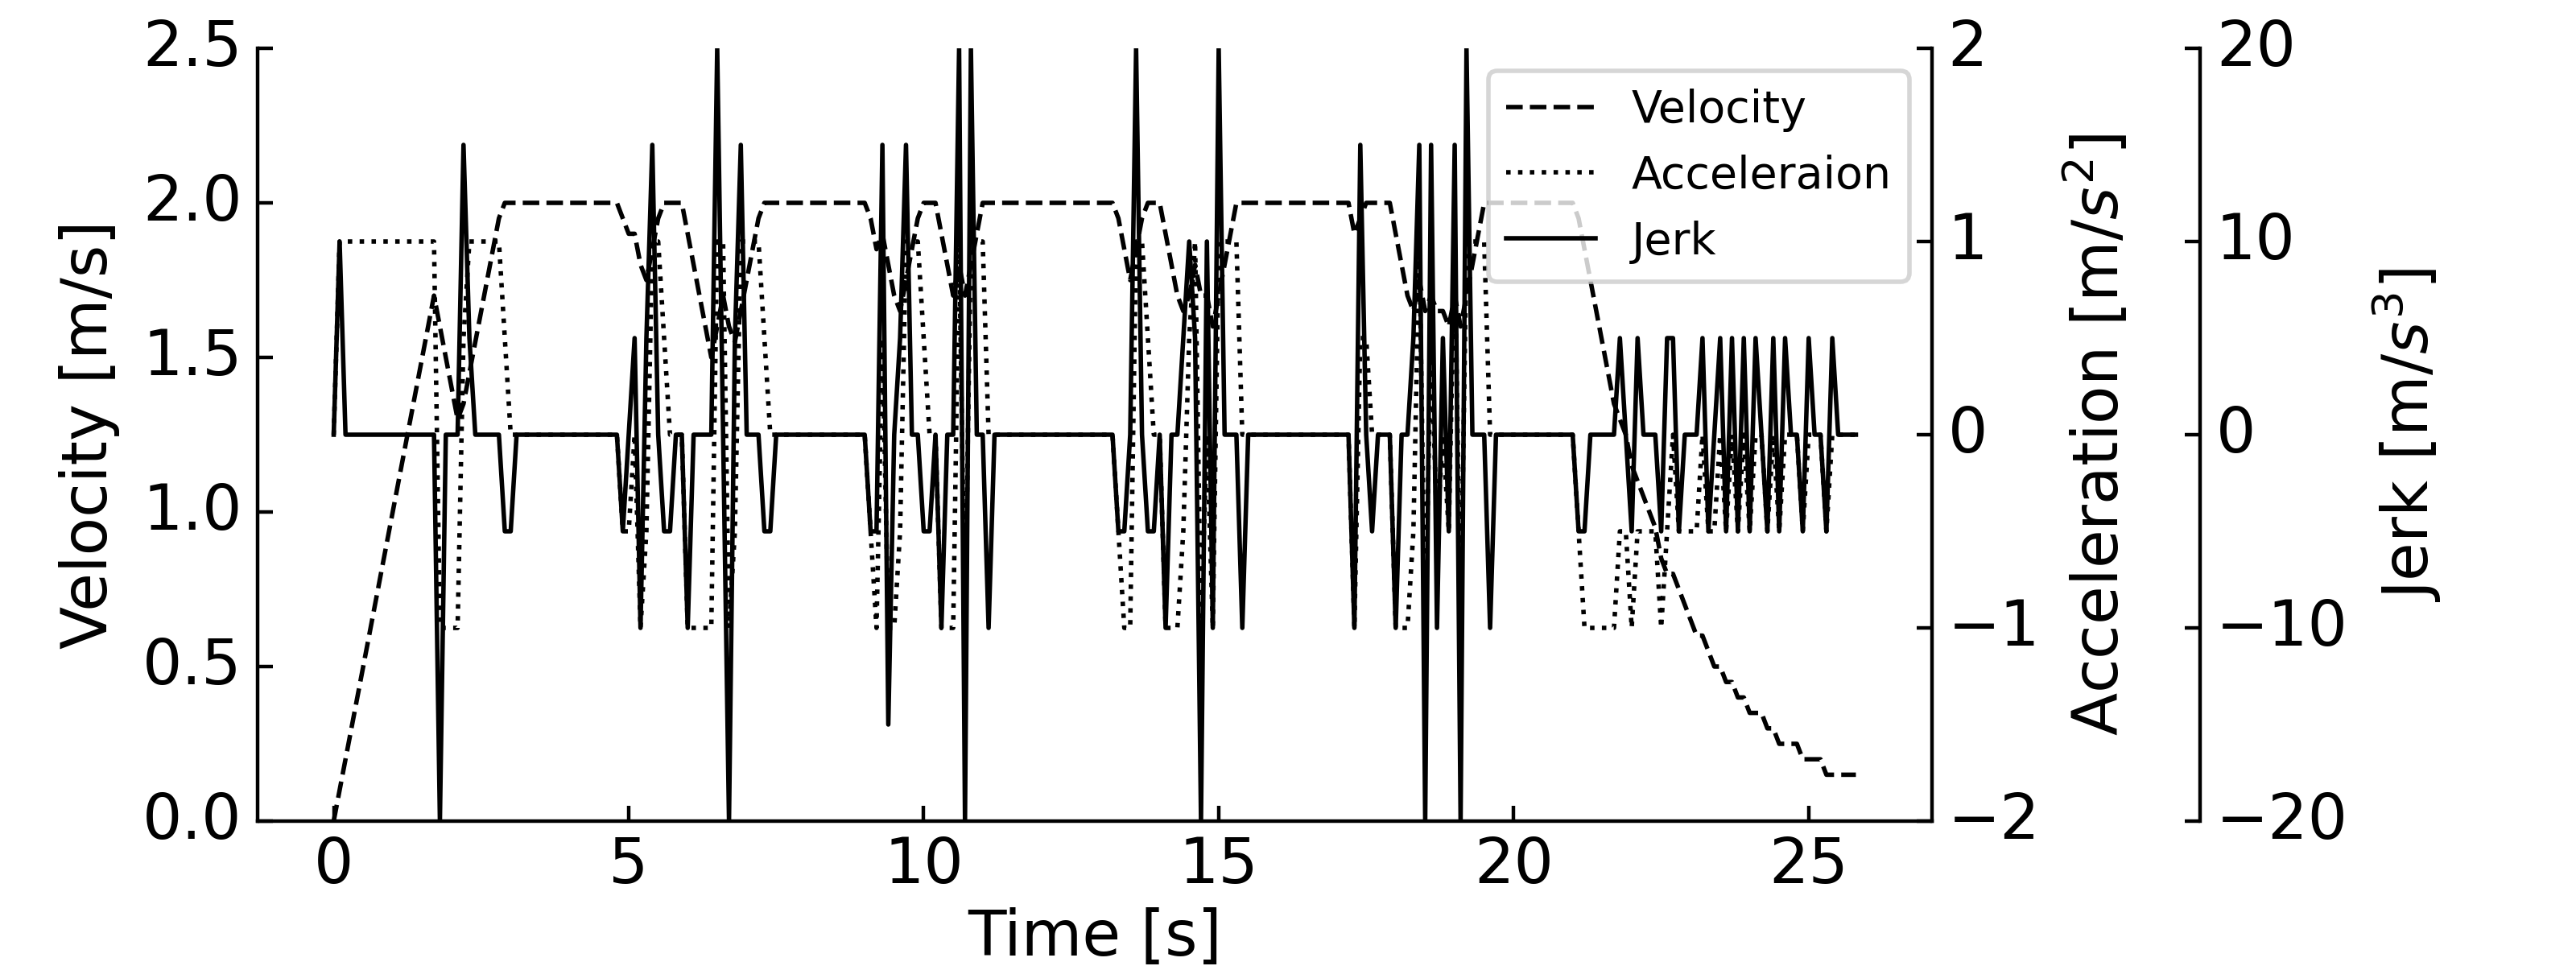 Velocity [m/s]
2.5
2.0
1.5
1.0
0.5
0.0
0 5 10 15 20 25
Time [s]
Velocity
Acceleraion
Jerk
2
1
0
−1
−2
Acceleration [m/s²]
20
10
0
−10
−20
Jerk [m/s³]